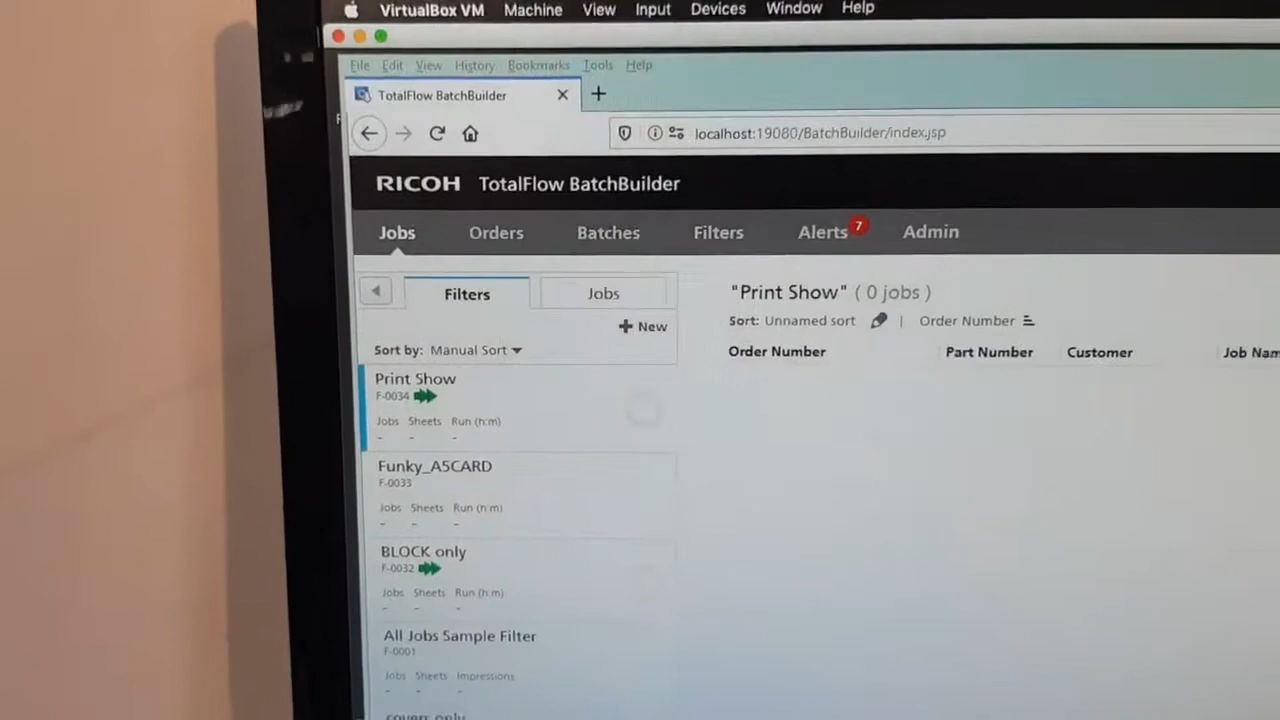 VirtualBox VM Machine View Input Devices Window Help
File Edit View History Bookmarks Tools Help
TotalFlow BatchBuilder
localhost:19080/BatchBuilder/index.jsp
RICOH TotalFlow BatchBuilder
Jobs Orders Batches Filters Alerts 7 Admin
Filters Jobs
New
Sort by: Manual Sort
Print Show
F-0034
Jobs Sheets Run (h:m)
- - -
Funky_A5CARD
F-0033
Jobs Sheets Run (h:m)
- - -
BLOCK only
F-0032
Jobs Sheets Run (h:m)
- - -
All Jobs Sample Filter
F-0001
Jobs Sheets Impressions
- - -
covers only
"Print Show" ( 0 jobs )
Sort: Unnamed sort | Order Number
Order Number Part Number Customer Job Nam